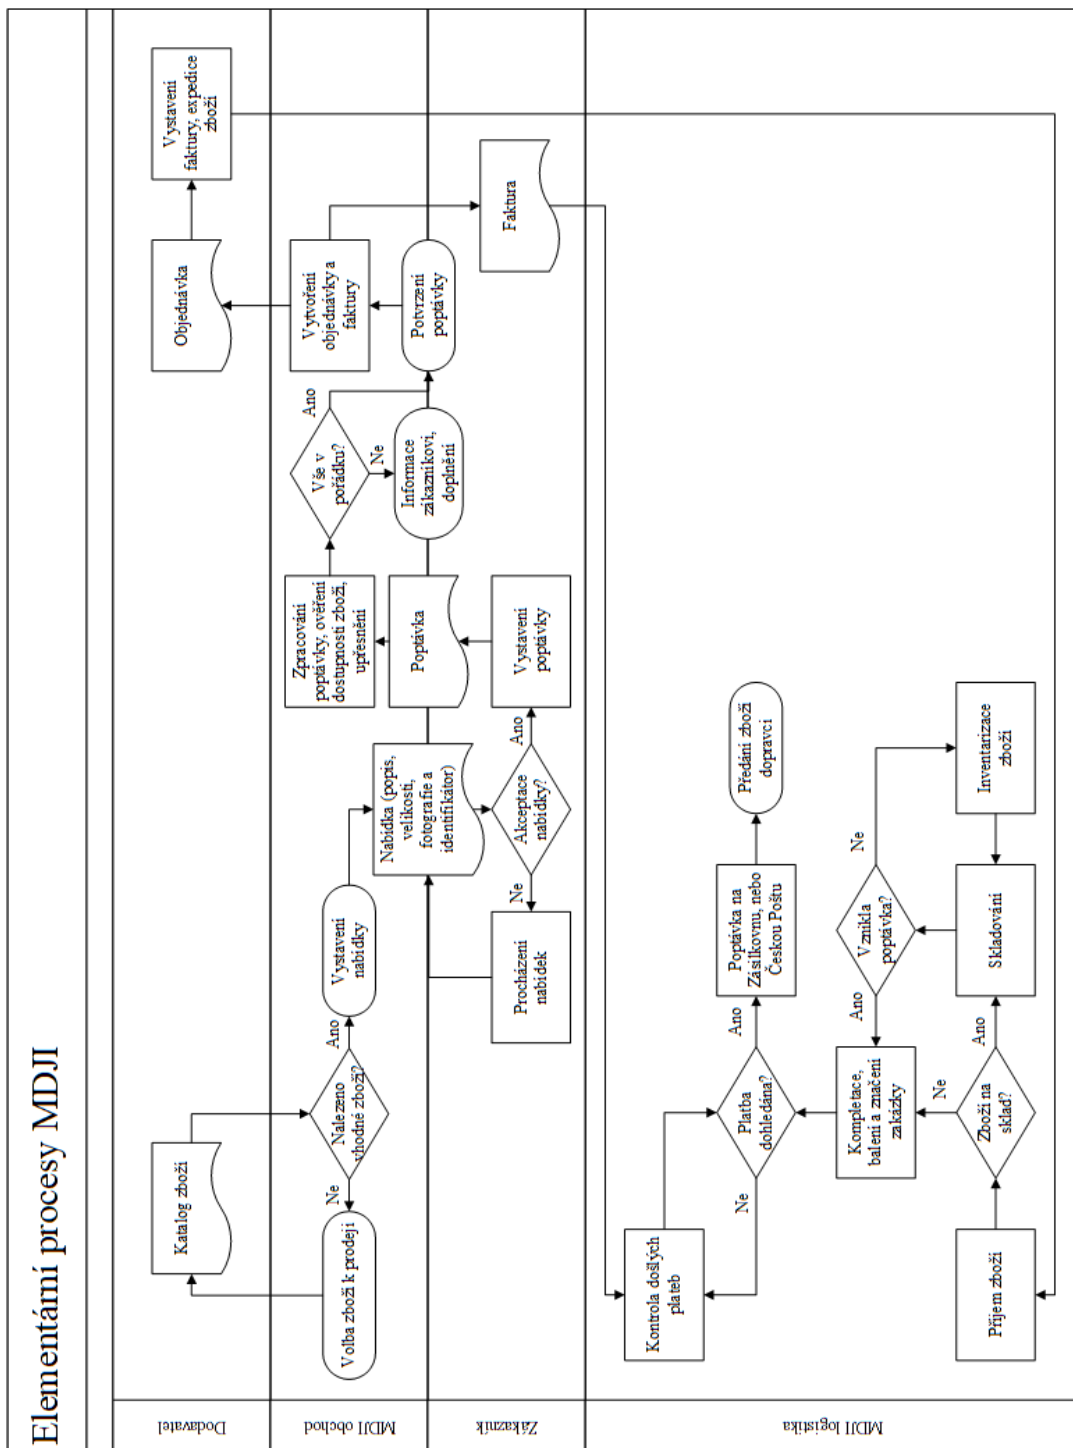 Elementární procesy MDJI
Dodavatel
Katalog zboží
Objednávka
Vystavení
faktury, expedice
zboží
MDJI obchod
Volba zboží k prodeji
Ne
Nalezeno
vhodné zboží?
Ano
Vystavení
nabídky
Zpracování
poptávky, ověření
dostupnosti zboží,
upřesnění
Vše v
pořádku?
Ano
Ne
Vytvoření
objednávky a
faktury
Nabídka (popis,
velikosti,
fotografie a
identifikátor)
Poptávka
Informace
zákazníkovi,
doplnění
Potvrzení
poptávky
Zákazník
Procházení
nabídek
Ne
Akceptace
nabídky?
Ano
Vystavení
poptávky
Faktura
MDJI logistika
Kontrola došlých
plateb
Ne
Platba
dohledána?
Ano
Poptávka na
Zásilkovnu, nebo
Českou Poštu
Předání zboží
dopravci
Kompletace,
balení a značení
zakázky
Ano
Vznikla
poptávka?
Ne
Příjem zboží
Zboží na
sklad?
Ne
Ano
Skladování
Inventarizace
zboží